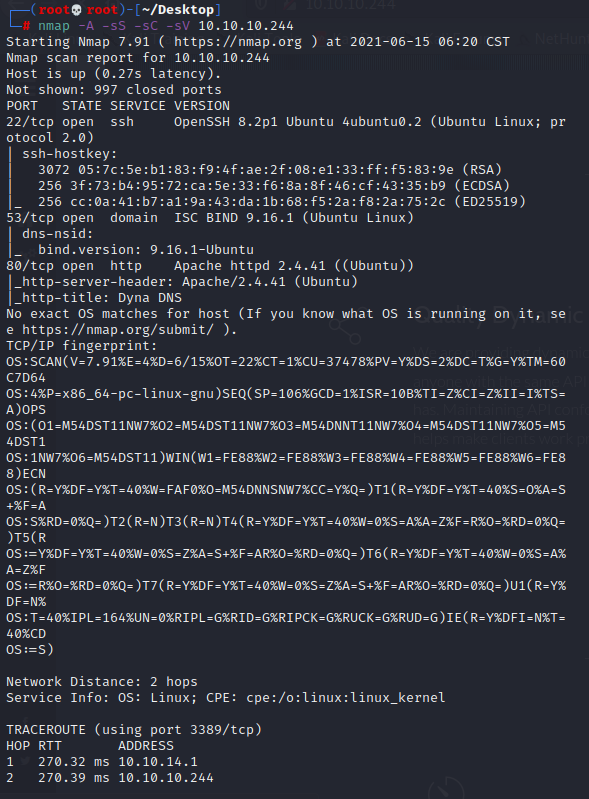 (root💀root)-[~/Desktop]
# nmap -A -sS -sC -sV 10.10.10.244
Starting Nmap 7.91 ( https://nmap.org ) at 2021-06-15 06:20 CST
Nmap scan report for 10.10.10.244
Host is up (0.27s latency).
Not shown: 997 closed ports
PORT   STATE SERVICE VERSION
22/tcp open  ssh     OpenSSH 8.2p1 Ubuntu 4ubuntu0.2 (Ubuntu Linux; pr
otocol 2.0)
| ssh-hostkey:
|   3072 05:7c:5e:b1:83:f9:4f:ae:2f:08:e1:33:ff:f5:83:9e (RSA)
|   256 3f:73:b4:95:72:ca:5e:33:f6:8a:8f:46:cf:43:35:b9 (ECDSA)
|_  256 cc:0a:41:b7:a1:9a:43:da:1b:68:f5:2a:f8:2a:75:2c (ED25519)
53/tcp open  domain  ISC BIND 9.16.1 (Ubuntu Linux)
| dns-nsid:
|_  bind.version: 9.16.1-Ubuntu
80/tcp open  http    Apache httpd 2.4.41 ((Ubuntu))
|_http-server-header: Apache/2.4.41 (Ubuntu)
|_http-title: Dyna DNS
No exact OS matches for host (If you know what OS is running on it, se
e https://nmap.org/submit/ ).
TCP/IP fingerprint:
OS:SCAN(V=7.91%E=4%D=6/15%OT=22%CT=1%CU=37478%PV=Y%DS=2%DC=T%G=Y%TM=60
C7D64
OS:4%P=x86_64-pc-linux-gnu)SEQ(SP=106%GCD=1%ISR=10B%TI=Z%CI=Z%II=I%TS=
A)OPS
OS:(O1=M54DST11NW7%O2=M54DST11NW7%O3=M54DNNT11NW7%O4=M54DST11NW7%O5=M5
4DST1
OS:1NW7%O6=M54DST11)WIN(W1=FE88%W2=FE88%W3=FE88%W4=FE88%W5=FE88%W6=FE8
8)ECN
OS:(R=Y%DF=Y%T=40%W=FAF0%O=M54DNNSNW7%CC=Y%Q=)T1(R=Y%DF=Y%T=40%S=O%A=S
+%F=A
OS:S%RD=0%Q=)T2(R=N)T3(R=N)T4(R=Y%DF=Y%T=40%W=0%S=A%A=Z%F=R%O=%RD=0%Q=
)T5(R
OS:=Y%DF=Y%T=40%W=0%S=Z%A=S+%F=AR%O=%RD=0%Q=)T6(R=Y%DF=Y%T=40%W=0%S=A%
A=Z%F
OS:=R%O=%RD=0%Q=)T7(R=Y%DF=Y%T=40%W=0%S=Z%A=S+%F=AR%O=%RD=0%Q=)U1(R=Y%
DF=N%
OS:T=40%IPL=164%UN=0%RIPL=G%RID=G%RIPCK=G%RUCK=G%RUD=G)IE(R=Y%DFI=N%T=
40%CD
OS:=S)
Network Distance: 2 hops
Service Info: OS: Linux; CPE: cpe:/o:linux:linux_kernel
TRACEROUTE (using port 3389/tcp)
HOP RTT       ADDRESS
1   270.32 ms 10.10.14.1
2   270.39 ms 10.10.10.244